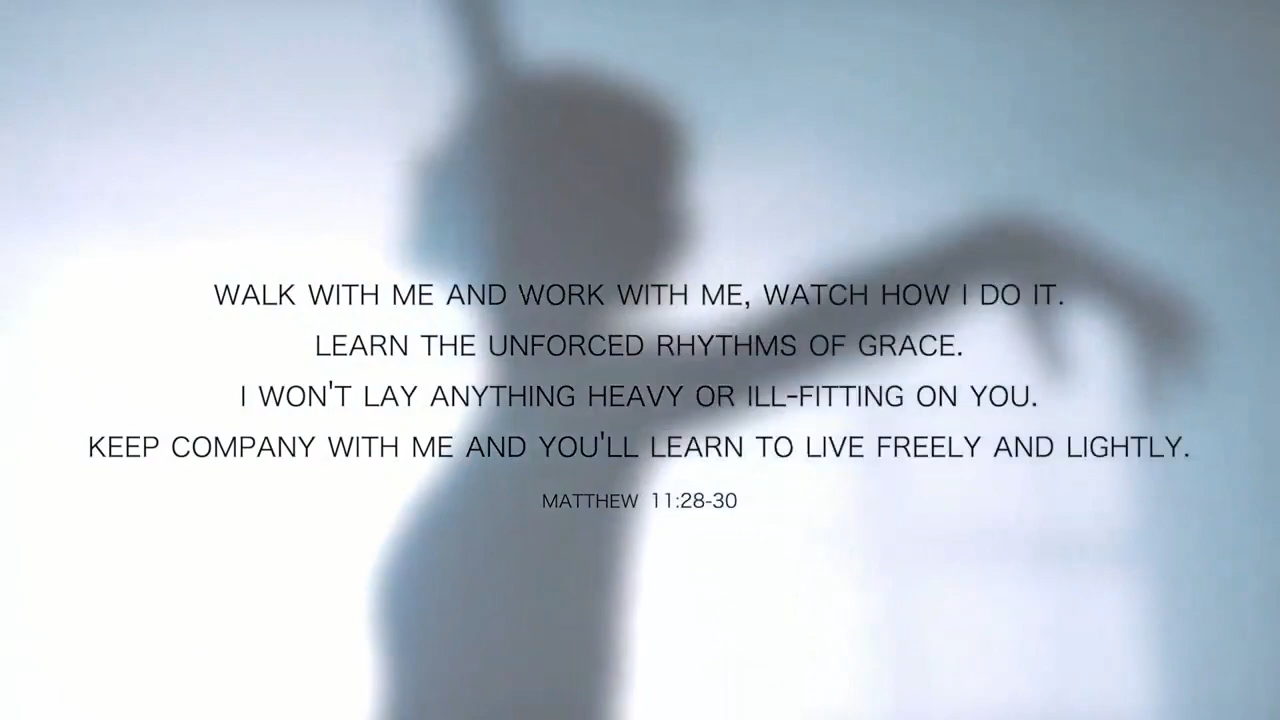 WALK WITH ME AND WORK WITH ME, WATCH HOW I DO IT.
LEARN THE UNFORCED RHYTHMS OF GRACE.
I WON'T LAY ANYTHING HEAVY OR ILL-FITTING ON YOU.
KEEP COMPANY WITH ME AND YOU'LL LEARN TO LIVE FREELY AND LIGHTLY.
MATTHEW 11:28-30